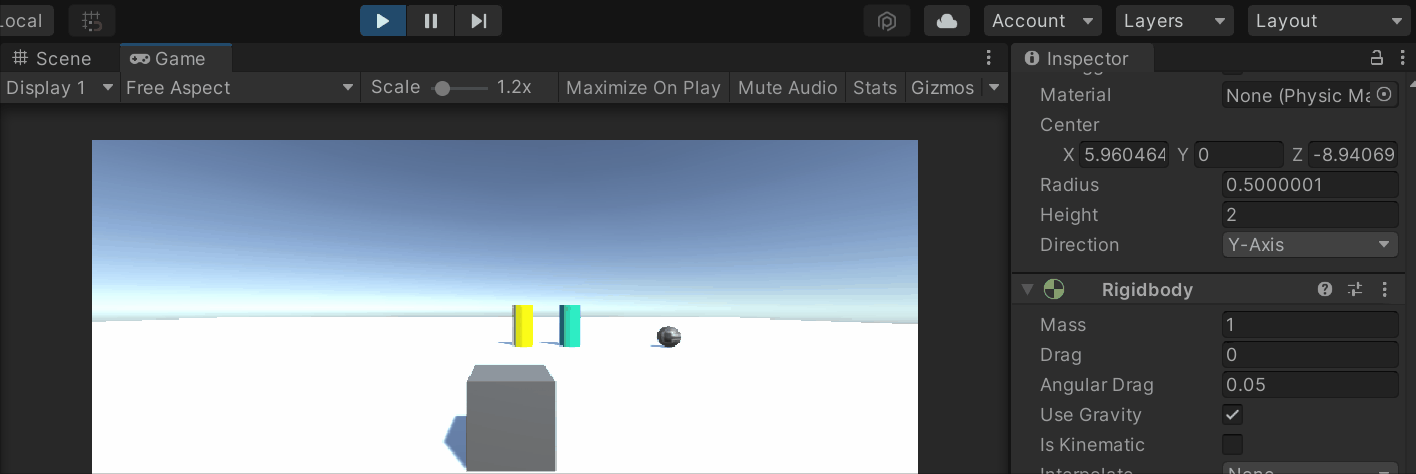 Local
Account
Layers
Layout
Scene
Game
Inspector
Display 1
Free Aspect
Scale
1.2x
Maximize On Play
Mute Audio
Stats
Gizmos
Material
None (Physic Ma
Center
X 5.960464 Y 0 Z -8.94069
Radius 0.5000001
Height 2
Direction Y-Axis
Rigidbody
Mass 1
Drag 0
Angular Drag 0.05
Use Gravity
Is Kinematic
Interpolate None